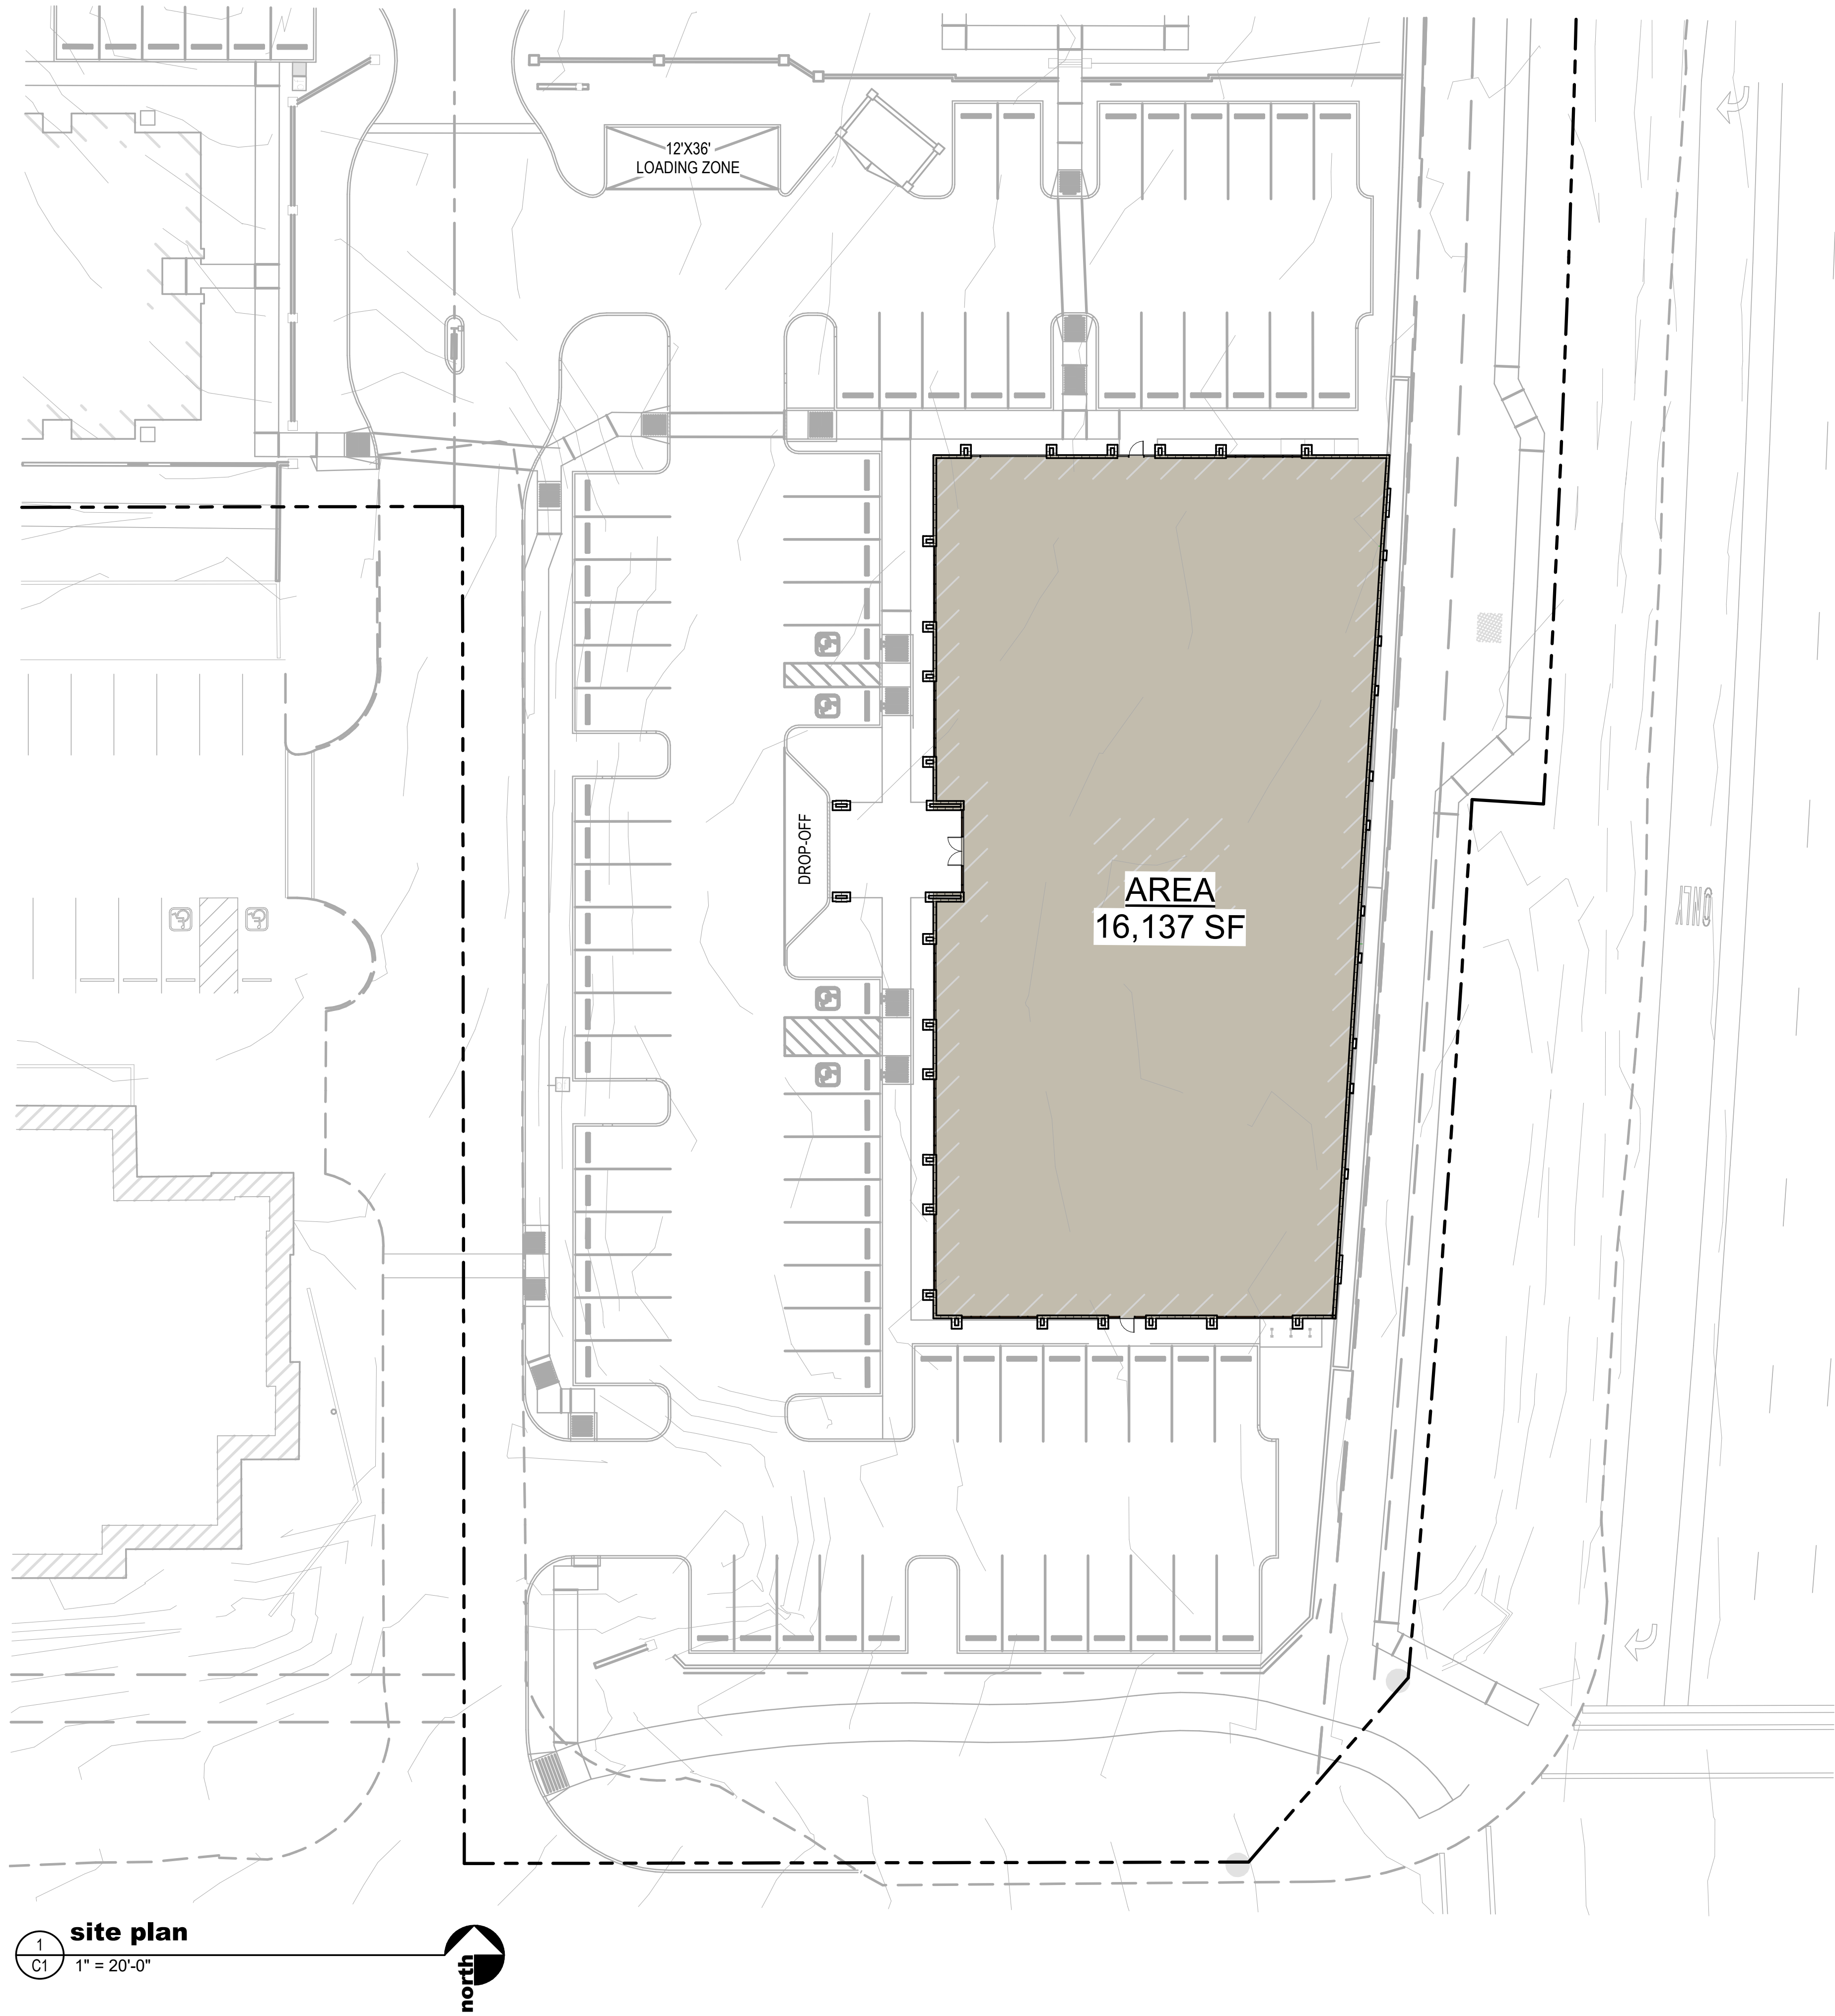 12'X36'
LOADING ZONE
DROP-OFF
AREA
16,137 SF
ONLY
1
C1
site plan
1" = 20'-0"
north